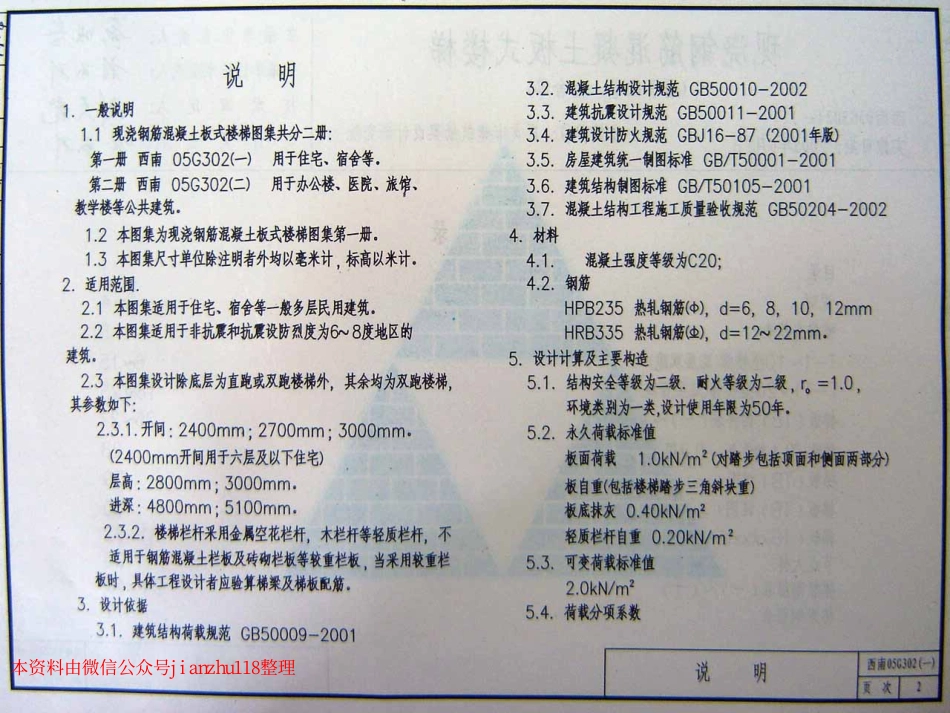 说 明
一般说明
1.1 现浇钢筋混凝土板式楼梯图集共分二册:
第一册 西南 05G302(一) 用于住宅、宿舍等。
第二册 西南 05G302(二) 用于办公楼、医院、旅馆、
教学楼等公共建筑。
1.2 本图集为现浇钢筋混凝土板式楼梯图集第一册。
1.3 本图集尺寸单位除注明者外均以毫米计,标高以米计。
2. 适用范围.
2.1 本图集适用于住宅、宿舍等一般多层民用建筑。
2.2 本图集适用于非抗震和抗震设防烈度为6~8度地区的
建筑。
2.3 本图集设计除底层为直跑或双跑楼梯外, 其余均为双跑楼梯,
其参数如下:
2.3.1.开间: 2400mm; 2700mm; 3000mm。
(2400mm开间用于六层及以下住宅)
层高: 2800mm; 3000mm。
进深: 4800mm; 5100mm。
2.3.2. 楼梯栏杆采用金属空花栏杆, 木栏杆等轻质栏杆, 不
适用于钢筋混凝土栏板及砖砌栏板等较重栏板, 当采用较重栏
板时, 具体工程设计者应验算梯梁及梯板配筋。
3. 设计依据
3.1. 建筑结构荷载规范 GB50009-2001
3.2. 混凝土结构设计规范 GB50010-2002
3.3. 建筑抗震设计规范 GB50011-2001
3.4. 建筑设计防火规范 GBJ16-87 (2001年版)
3.5. 房屋建筑统一制图标准 GB/T50001-2001
3.6. 建筑结构制图标准 GB/T50105-2001
3.7. 混凝土结构工程施工质量验收规范 GB50204-2002
4. 材料
4.1. 混凝土强度等级为C20;
4.2. 钢筋
HPB235 热轧钢筋(Φ), d=6, 8, 10, 12mm
HRB335 热轧钢筋(Φ), d=12~22mm。
5. 设计计算及主要构造
5.1. 结构安全等级为二级. 耐火等级为二级, r₀ =1.0,
环境类别为一类,设计使用年限为50年。
5.2. 永久荷载标准值
板面荷载 1.0kN/m² (对踏步包括顶面和侧面两部分)
板自重(包括楼梯踏步三角斜块重)
板底抹灰 0.40kN/m²
轻质栏杆自重 0.20kN/m²
5.3. 可变荷载标准值
2.0kN/m²
5.4. 荷载分项系数
本资料由微信公众号jianzhu118整理
说 明
西南05G302(一)
页 次 2